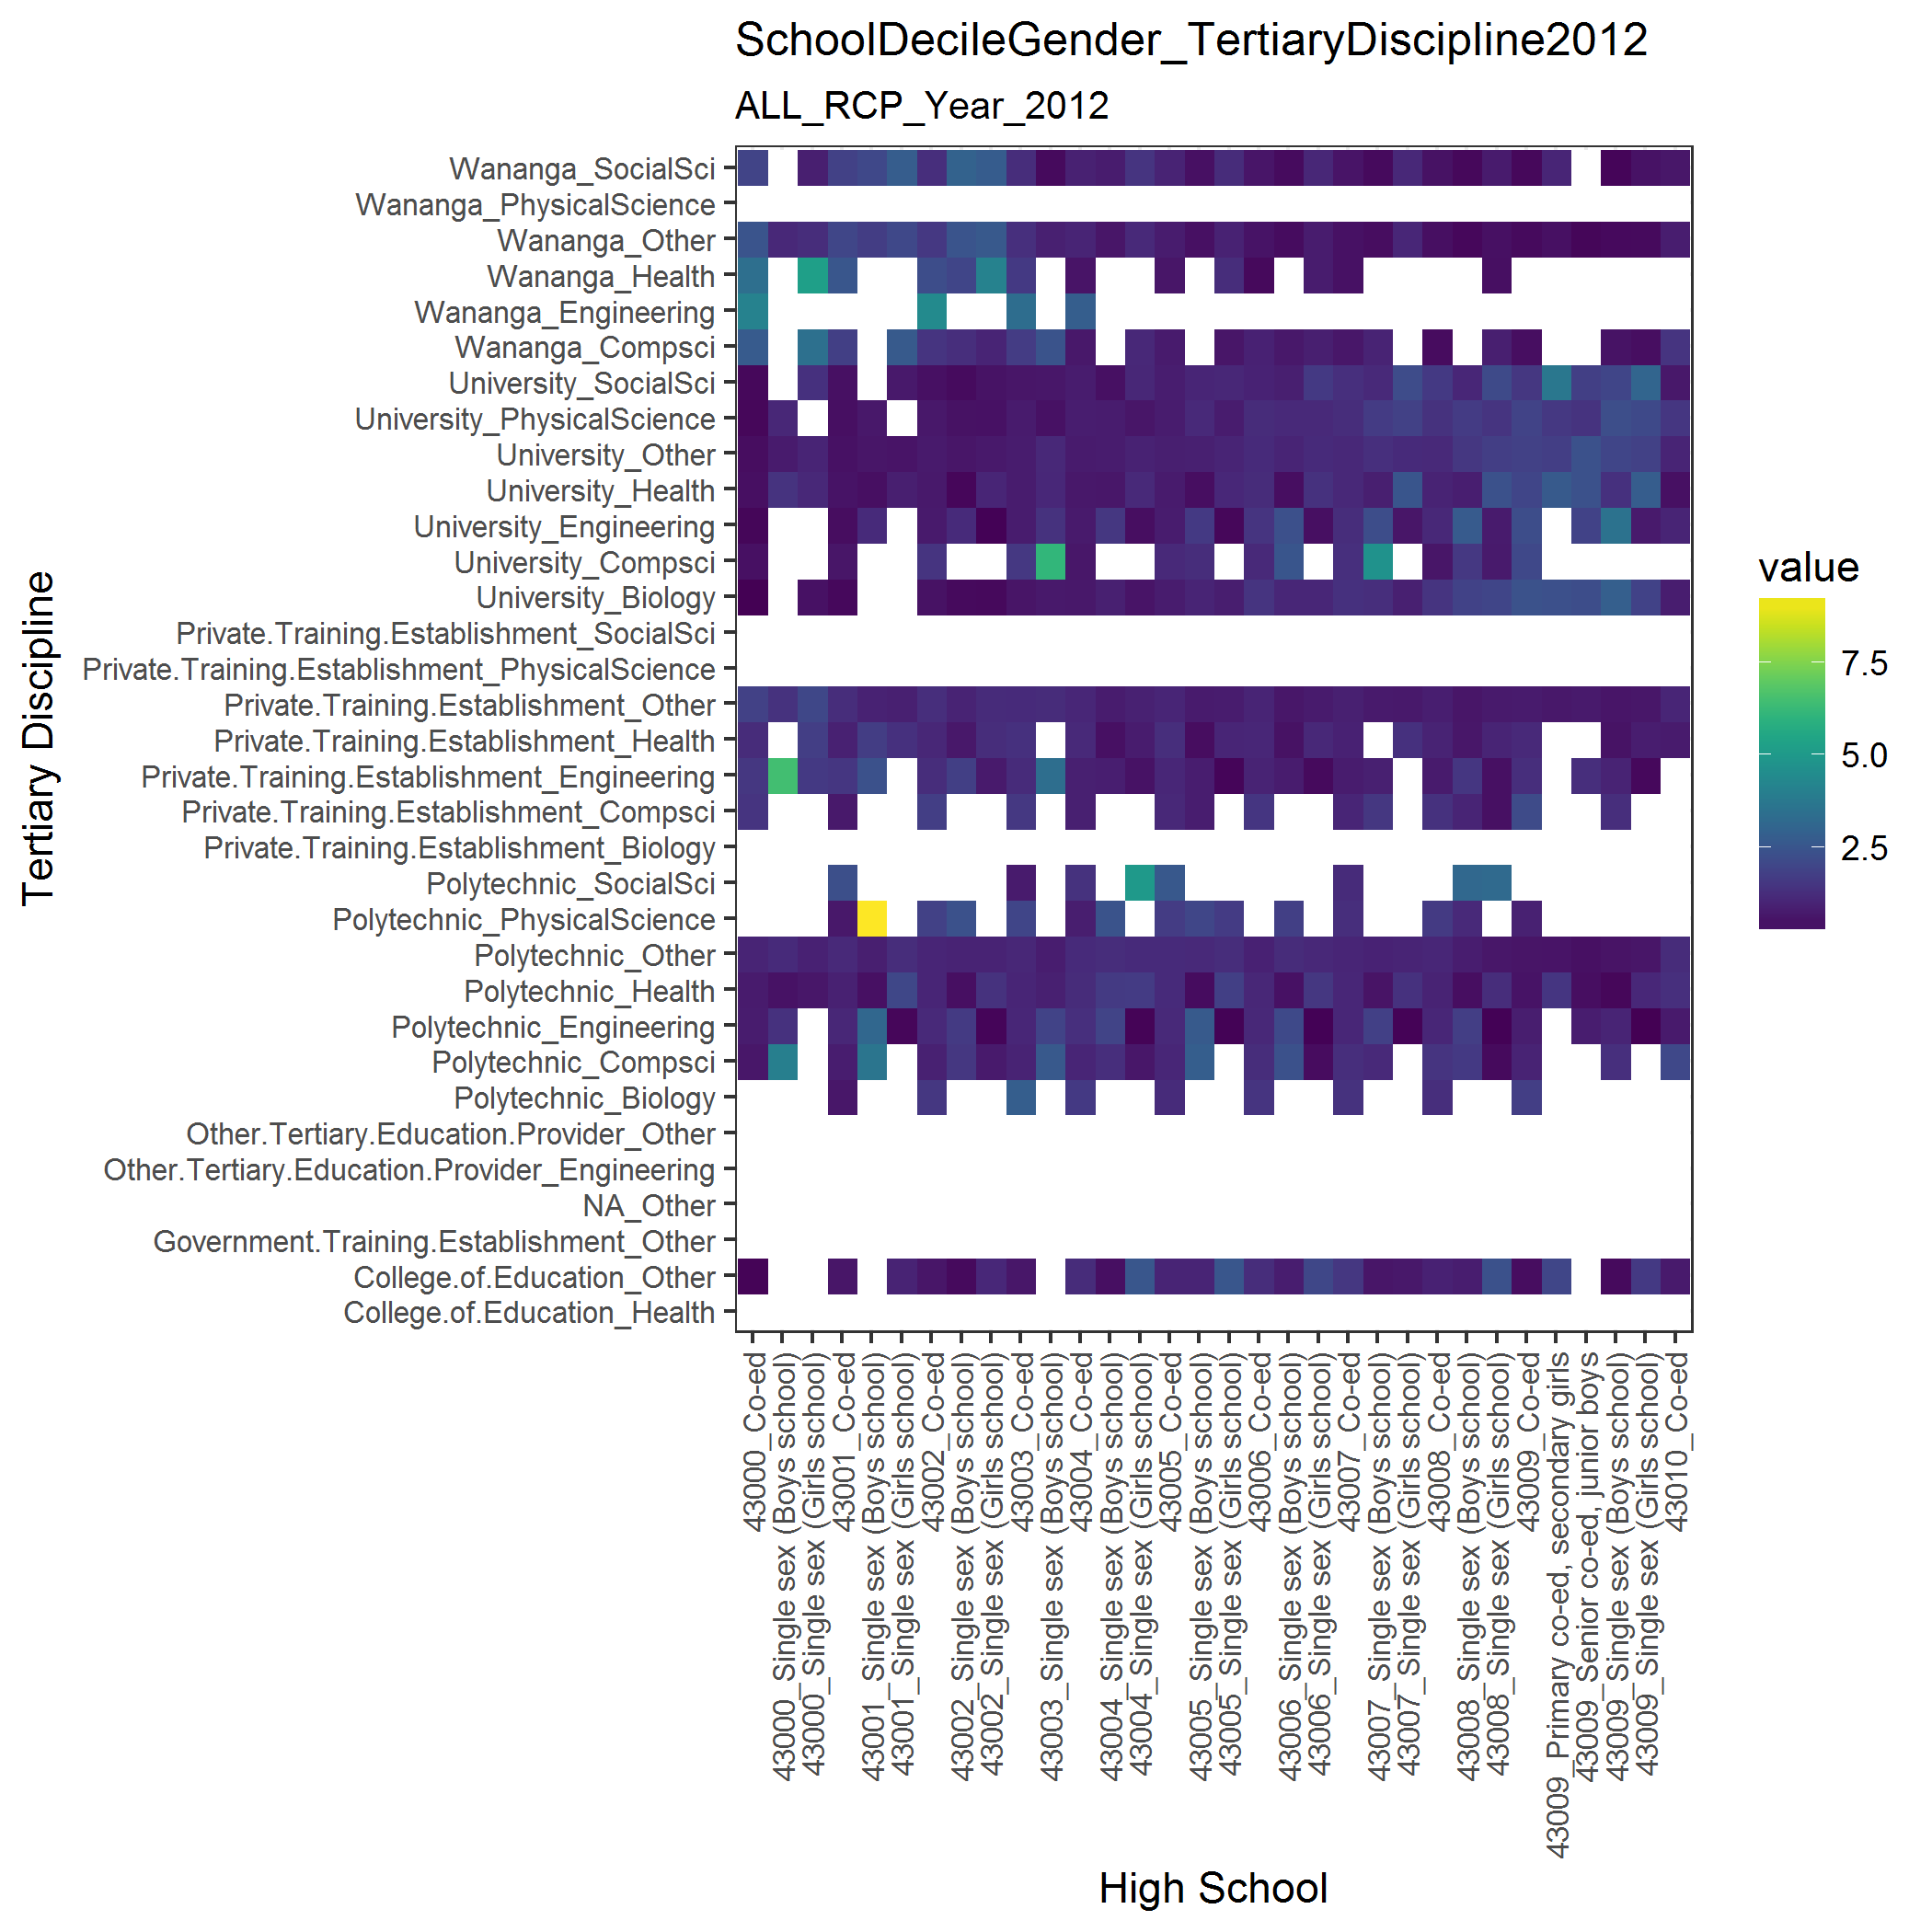 SchoolDecileGender_TertiaryDiscipline2012
ALL_RCP_Year_2012
Tertiary Discipline
Wananga_SocialSci
Wananga_PhysicalScience
Wananga_Other
Wananga_Health
Wananga_Engineering
Wananga_Compsci
University_SocialSci
University_PhysicalScience
University_Other
University_Health
University_Engineering
University_Compsci
University_Biology
Private.Training.Establishment_SocialSci
Private.Training.Establishment_PhysicalScience
Private.Training.Establishment_Other
Private.Training.Establishment_Health
Private.Training.Establishment_Engineering
Private.Training.Establishment_Compsci
Private.Training.Establishment_Biology
Polytechnic_SocialSci
Polytechnic_PhysicalScience
Polytechnic_Other
Polytechnic_Health
Polytechnic_Engineering
Polytechnic_Compsci
Polytechnic_Biology
Other.Tertiary.Education.Provider_Other
Other.Tertiary.Education.Provider_Engineering
NA_Other
Government.Training.Establishment_Other
College.of.Education_Other
College.of.Education_Health
43000_Co-ed
43000_Single sex (Boys school)
43000_Single sex (Girls school)
43001_Co-ed
43001_Single sex (Boys school)
43001_Single sex (Girls school)
43002_Co-ed
43002_Single sex (Boys school)
43002_Single sex (Girls school)
43003_Co-ed
43003_Single sex (Boys school)
43004_Co-ed
43004_Single sex (Boys school)
43004_Single sex (Girls school)
43005_Co-ed
43005_Single sex (Boys school)
43005_Single sex (Girls school)
43006_Co-ed
43006_Single sex (Boys school)
43006_Single sex (Girls school)
43007_Co-ed
43007_Single sex (Boys school)
43007_Single sex (Girls school)
43008_Co-ed
43008_Single sex (Boys school)
43008_Single sex (Girls school)
43009_Co-ed
43009_Primary co-ed, secondary girls
43009_Senior co-ed, junior boys
43009_Single sex (Boys school)
43009_Single sex (Girls school)
43010_Co-ed
High School
value
7.5
5.0
2.5